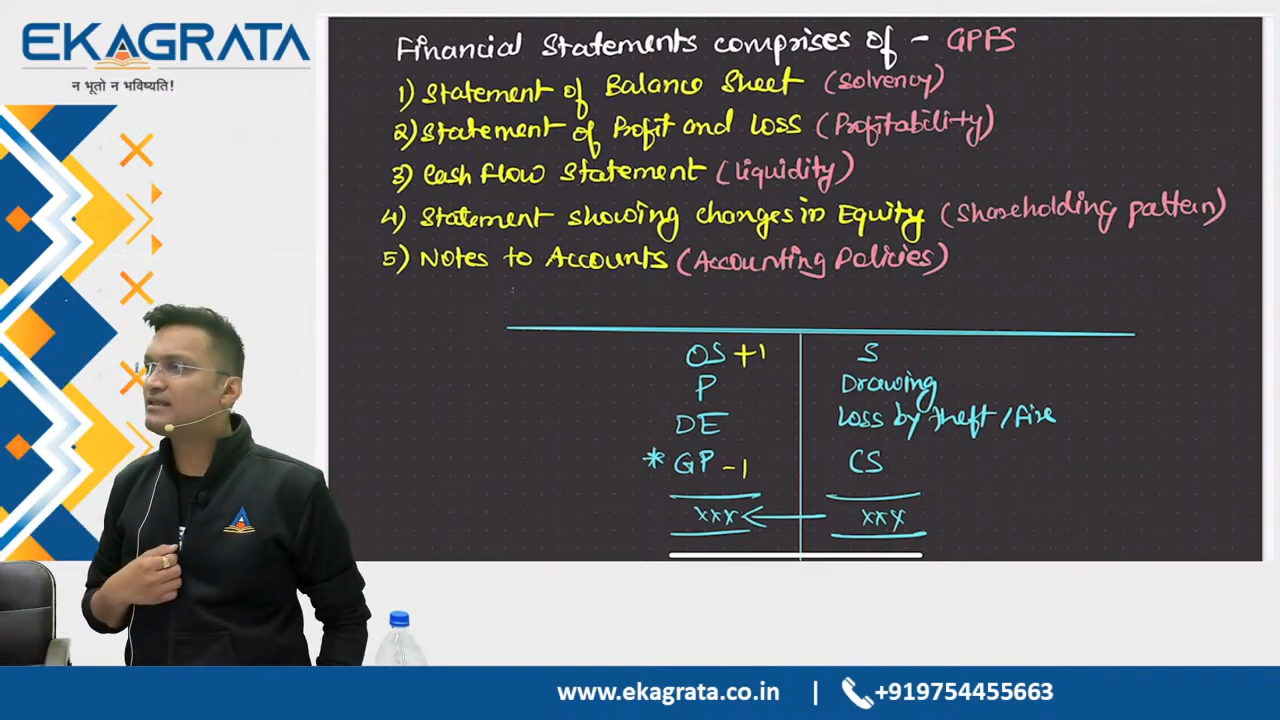 EKAGRATA
न भूतो न भविष्यति!
Financial Statements comprises of - GPFS
1) Statement of Balance Sheet (Solvency)
2) Statement of Profit and Loss (Profitability)
3) Cash Flow Statement (Liquidity)
4) Statement showing changes in Equity (Shareholding pattern)
5) Notes to Accounts (Accounting Policies)
OS +1 S
P Drawing
DE Loss by theft/Fire
* GP -1 CS
xxx xxx
www.ekagrata.co.in | +919754455663